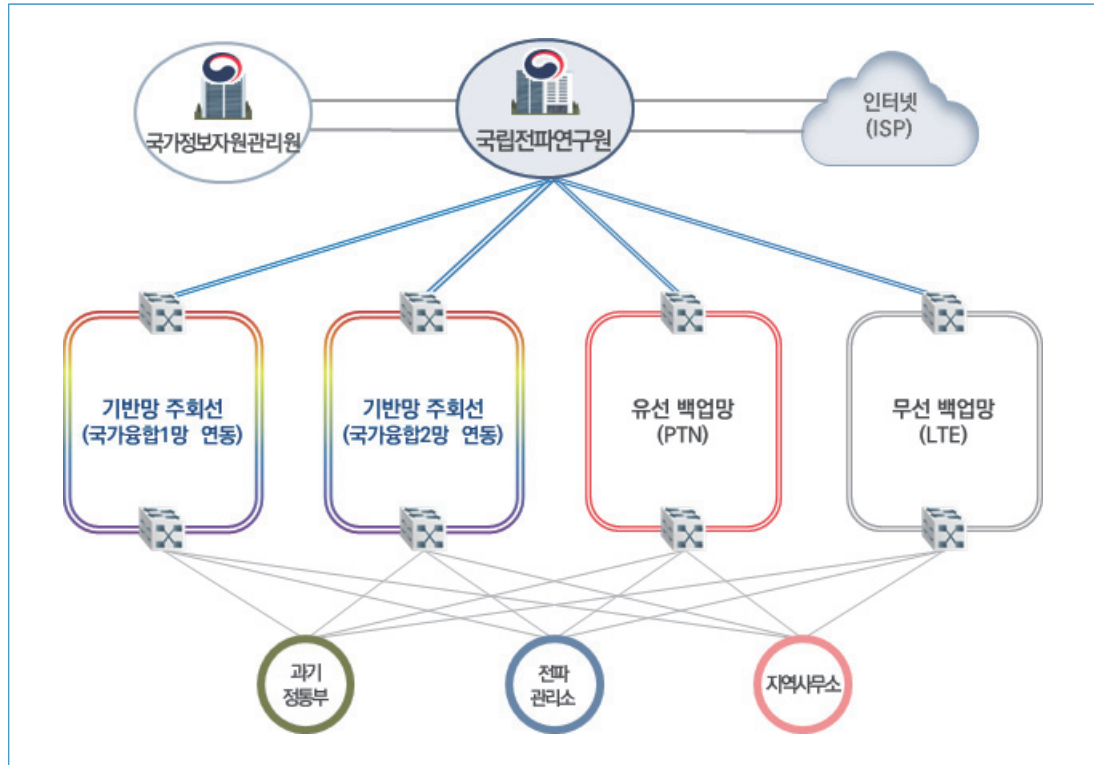 국가정보자원관리원
국립전파연구원
인터넷
(ISP)
기반망 주회선
(국가융합1망 연동)
기반망 주회선
(국가융합2망 연동)
유선 백업망
(PTN)
무선 백업망
(LTE)
과기
정통부
전파
관리소
지역사무소